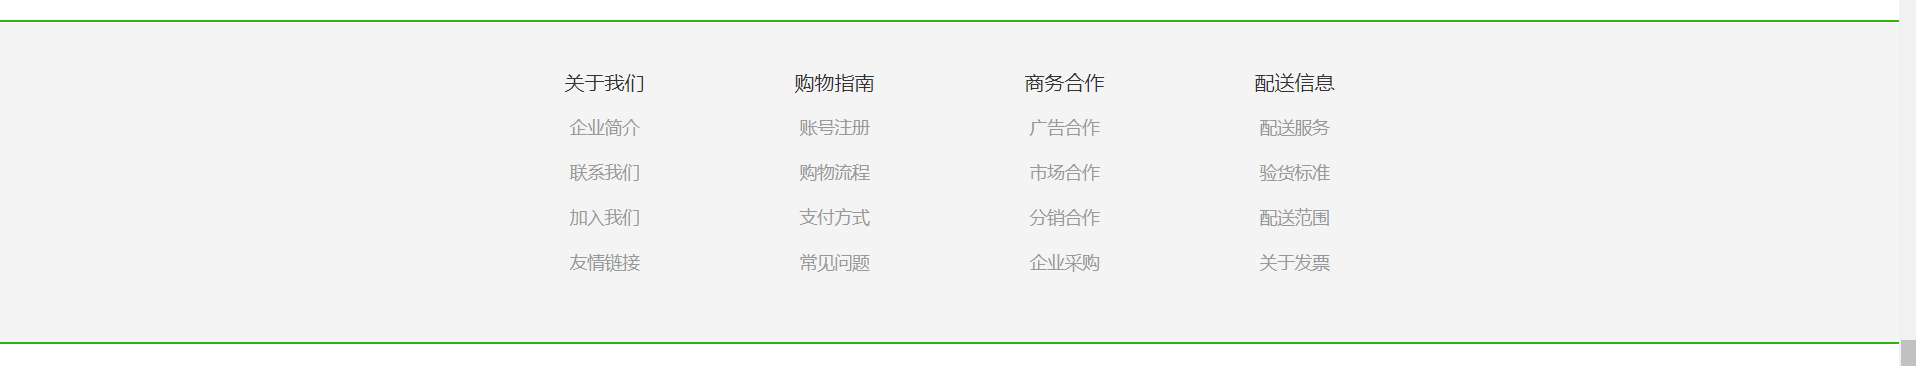 关于我们 购物指南 商务合作 配送信息
企业简介 账号注册 广告合作 配送服务
联系我们 购物流程 市场合作 验货标准
加入我们 支付方式 分销合作 配送范围
友情链接 常见问题 企业采购 关于发票